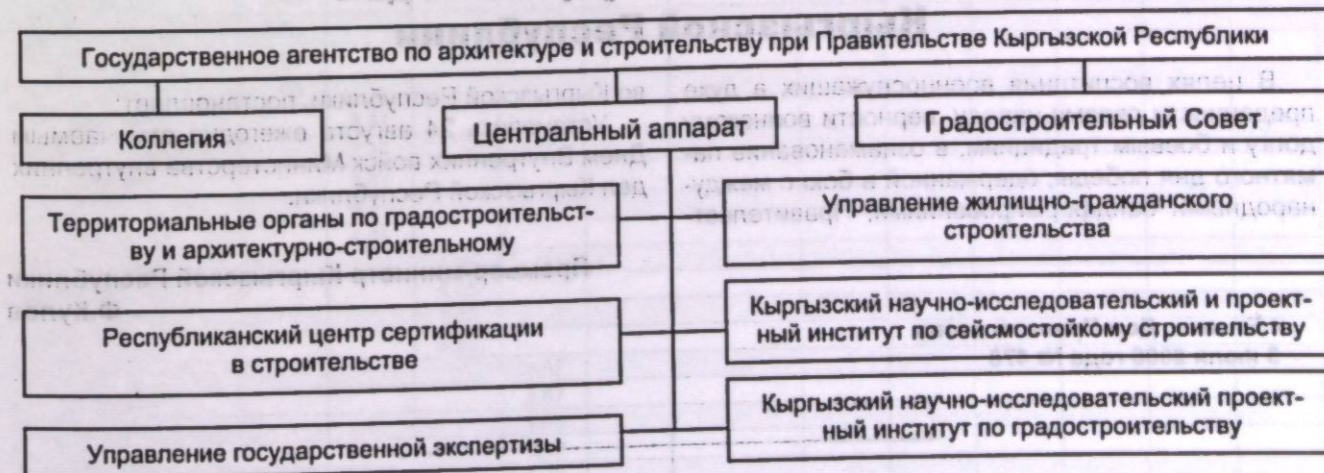 Государственное агентство по архитектуре и строительству при Правительстве Кыргызской Республики
Коллегия
Центральный аппарат
Градостроительный Совет
Территориальные органы по градостроительст-
ву и архитектурно-строительному
Управление жилищно-гражданского
строительства
Республиканский центр сертификации
в строительстве
Кыргызский научно-исследовательский и проект-
ный институт по сейсмостойкому строительству
Управление государственной экспертизы
Кыргызский научно-исследовательский проект-
ный институт по градостроительству